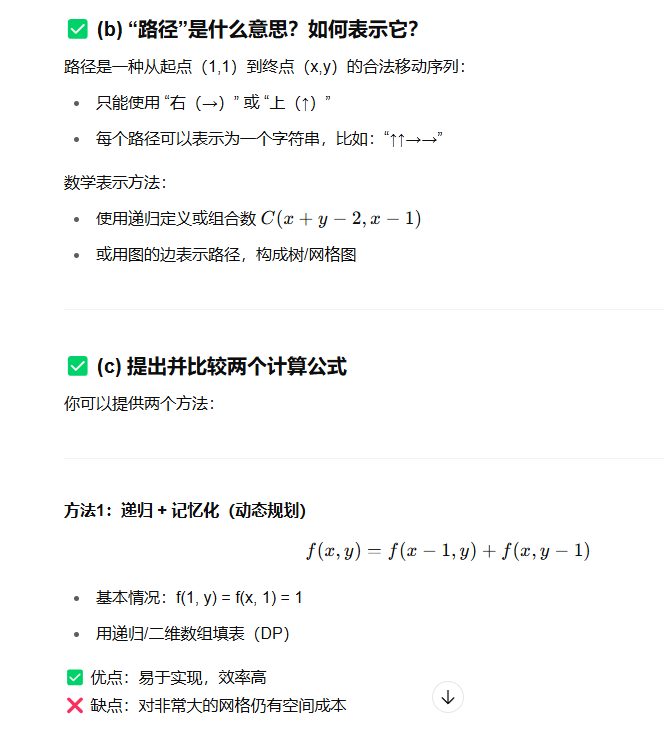 ✅ (b) “路径”是什么意思？如何表示它？
路径是一种从起点（1,1）到终点（x,y）的合法移动序列：
• 只能使用 “右（→）” 或 “上（↑）”
• 每个路径可以表示为一个字符串，比如：“↑↑→→”
数学表示方法：
• 使用递归定义或组合数 C(x + y − 2, x − 1)
• 或用图的边表示路径，构成树/网格图
✅ (c) 提出并比较两个计算公式
你可以提供两个方法：
方法1：递归 + 记忆化（动态规划）
f(x, y) = f(x − 1, y) + f(x, y − 1)
• 基本情况：f(1, y) = f(x, 1) = 1
• 用递归/二维数组填表（DP）
✅ 优点：易于实现，效率高
❌ 缺点：对非常大的网格仍有空间成本